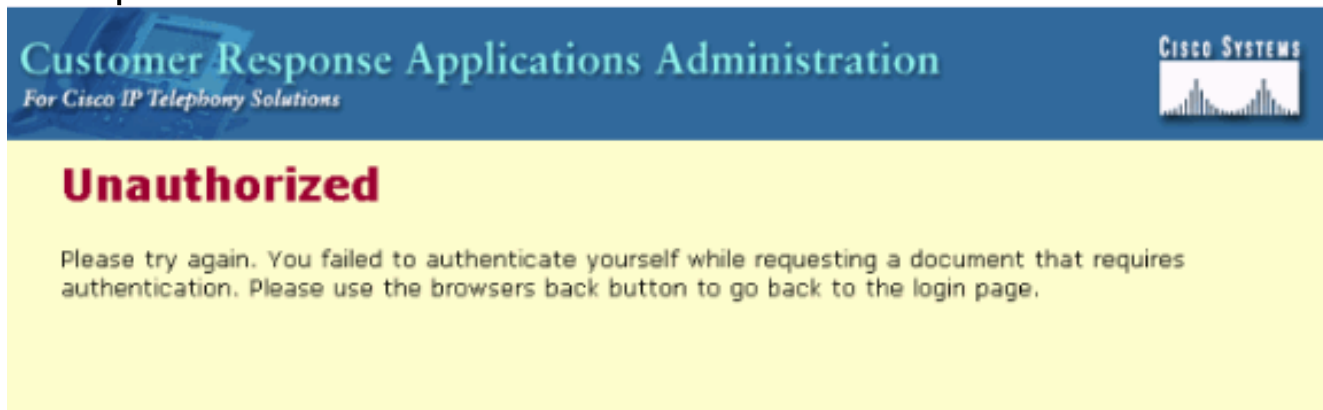 Customer Response Applications Administration
For Cisco IP Telephony Solutions
CISCO SYSTEMS
Unauthorized
Please try again. You failed to authenticate yourself while requesting a document that requires
authentication. Please use the browsers back button to go back to the login page.